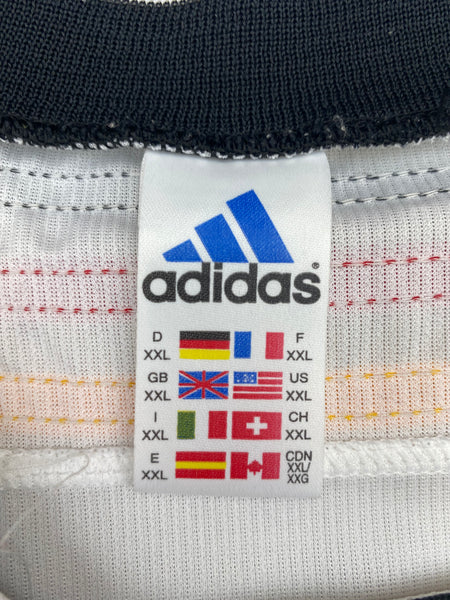 adidas®
D F
XXL XXL
GB US
XXL XXL
I CH
XXL XXL
E CDN
XXL XXL/
XXG